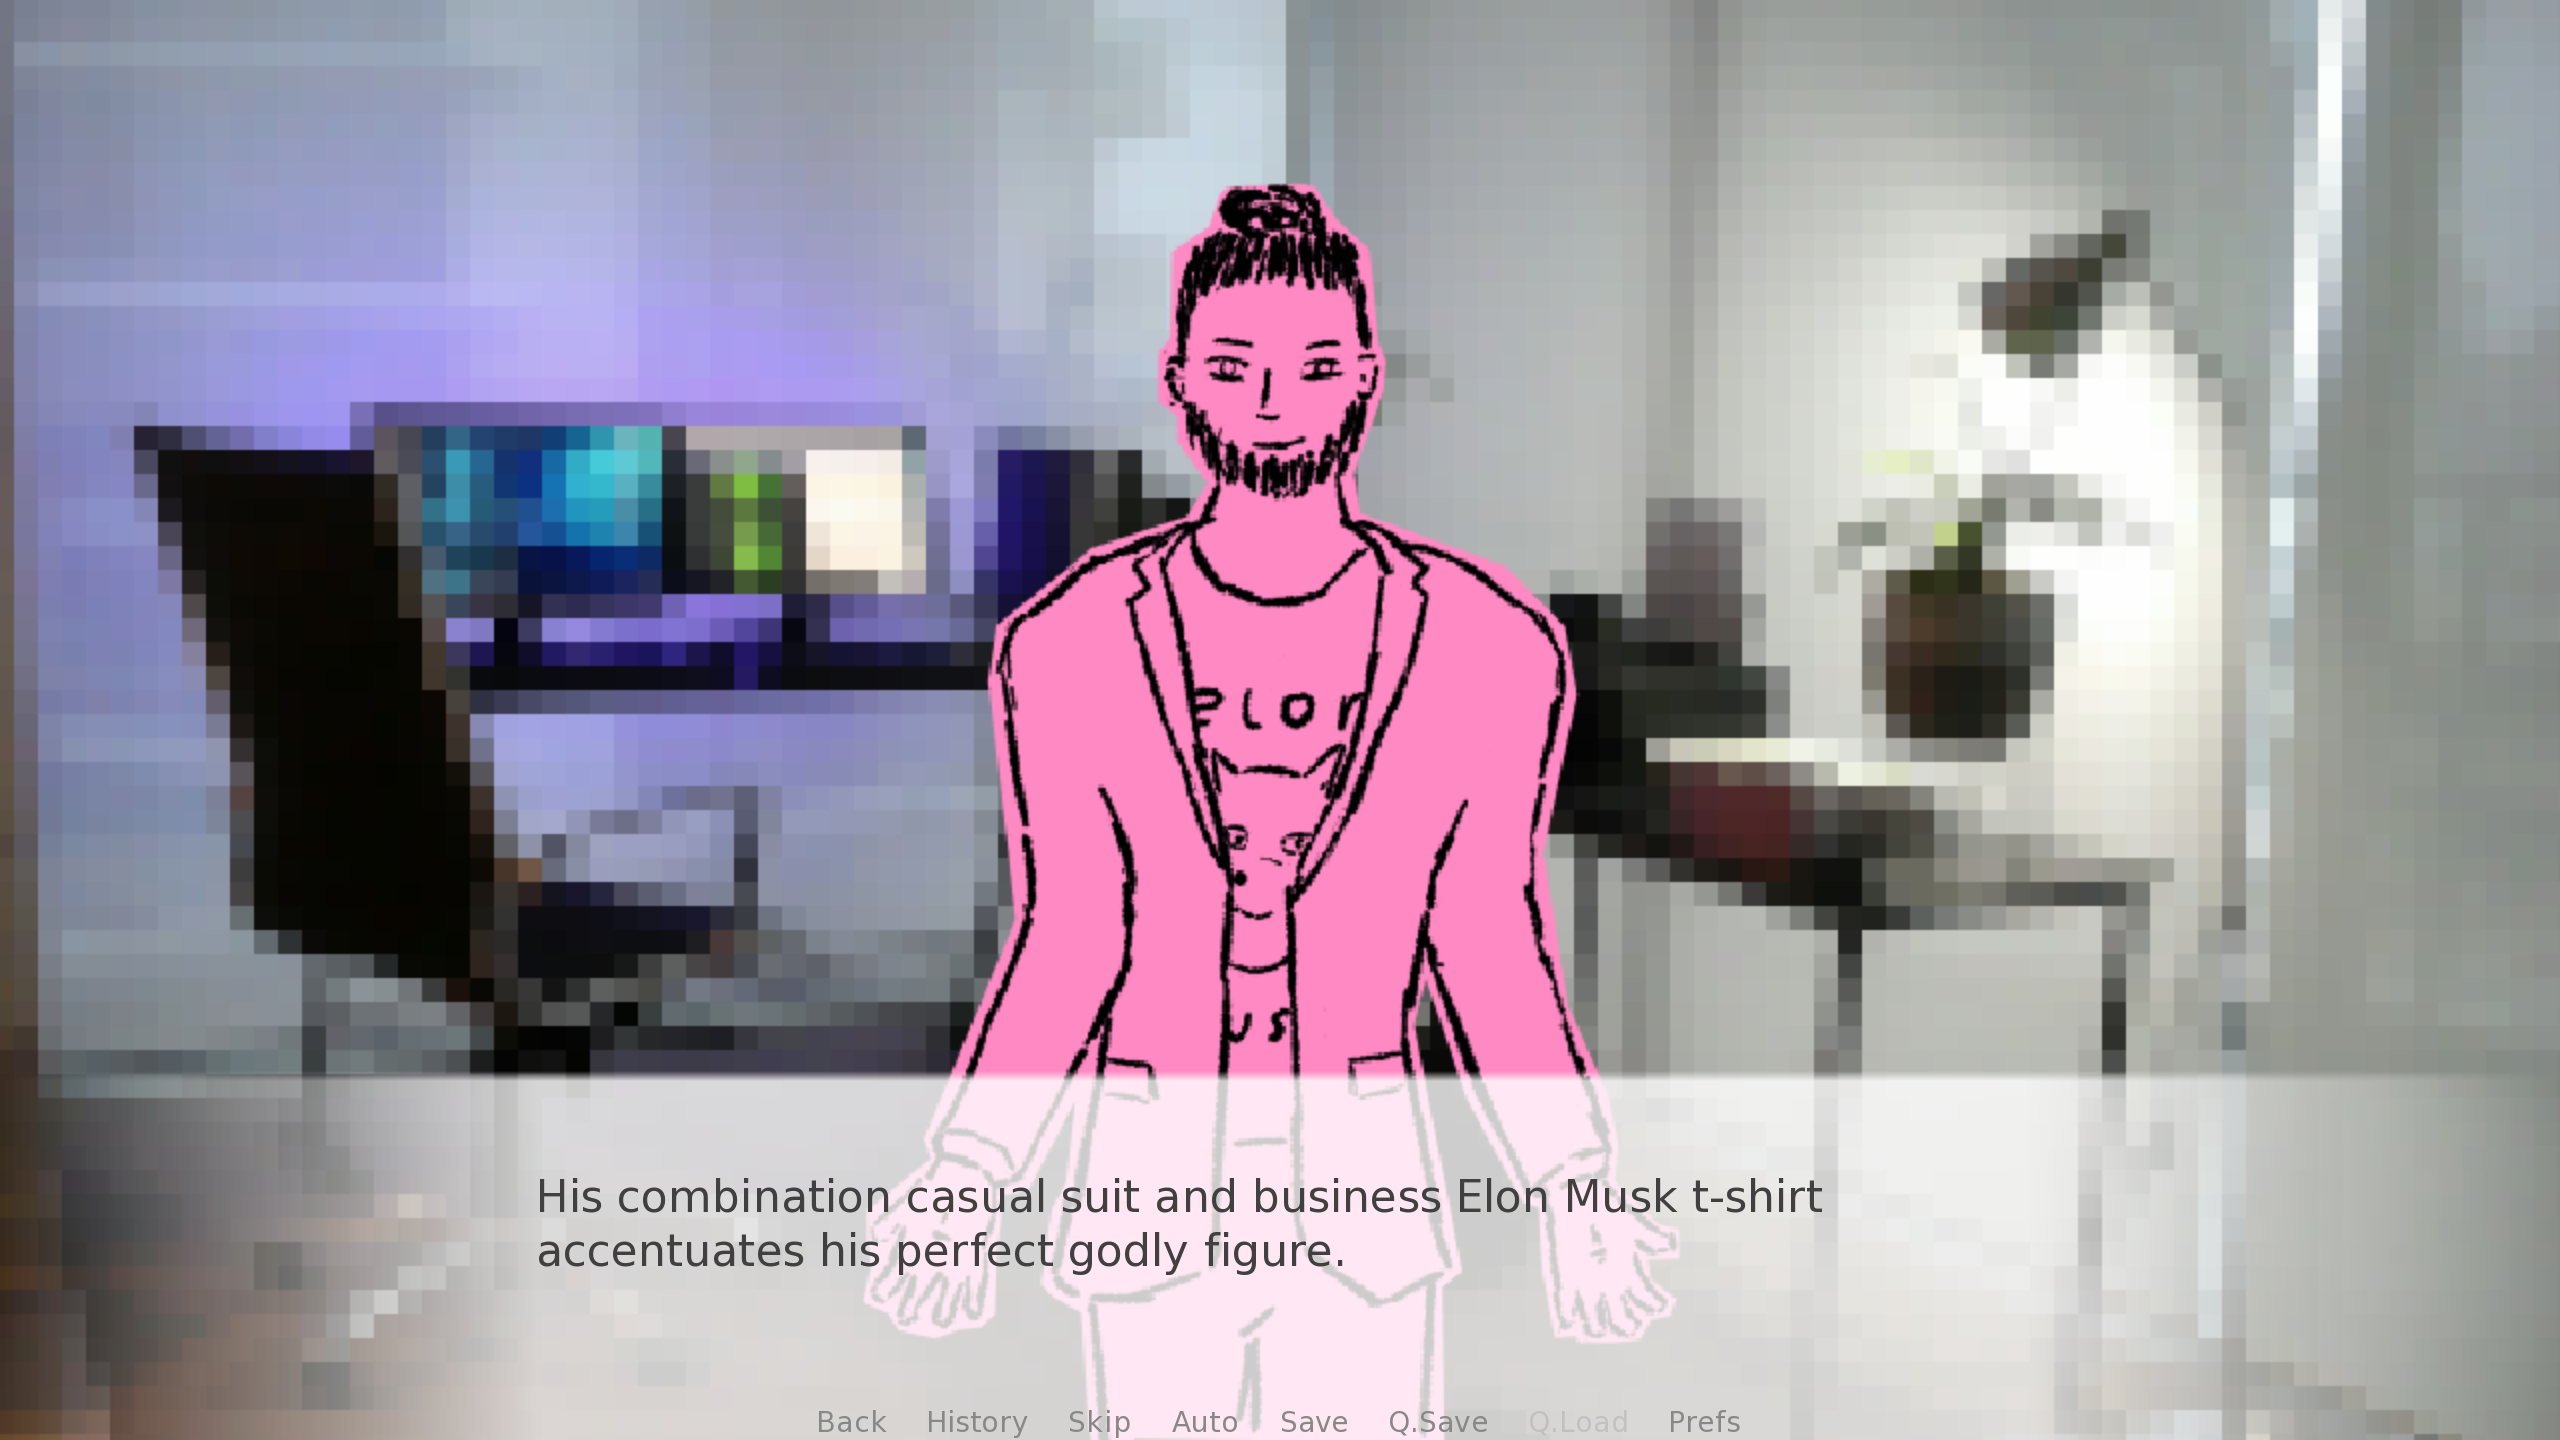 elon
us
His combination casual suit and business Elon Musk t-shirt
accentuates his perfect godly figure.
Back History Skip Auto Save Q.Save Q.Load Prefs